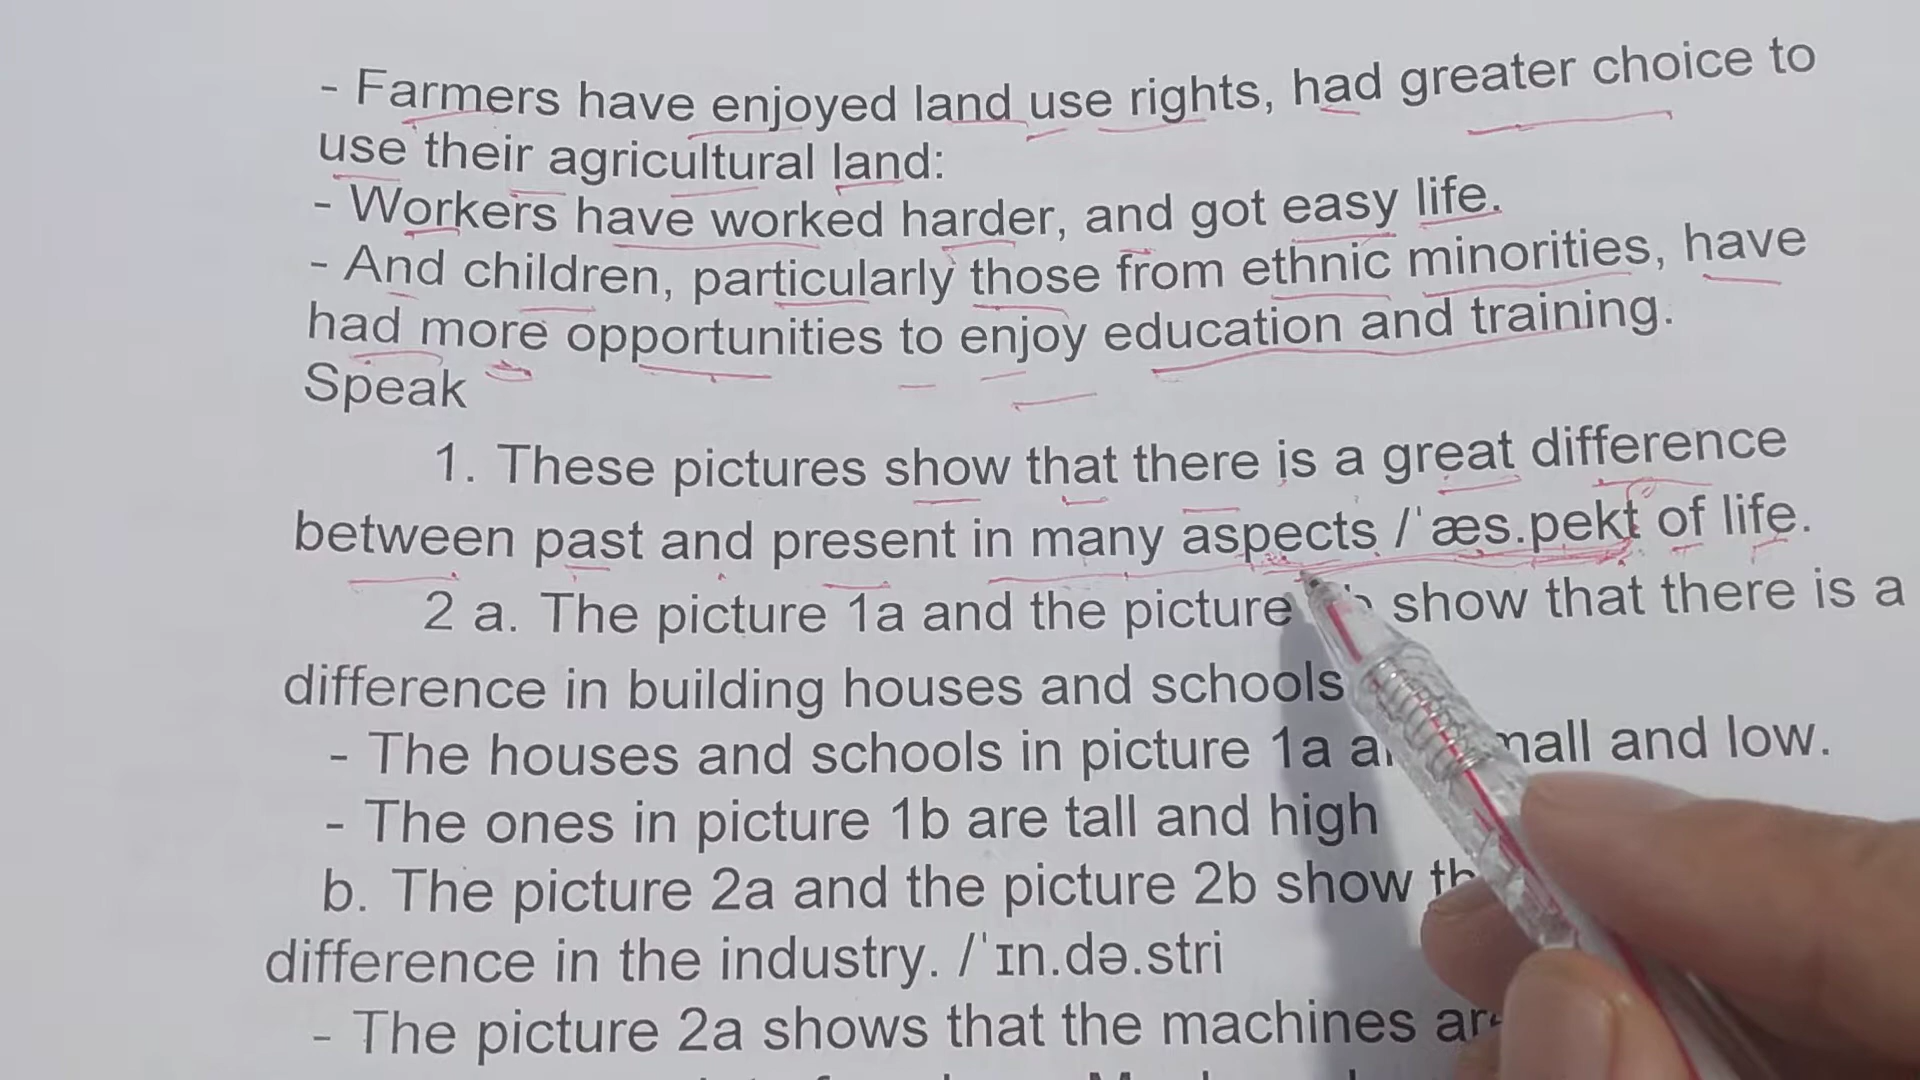 - Farmers have enjoyed land use rights, had greater choice to
use their agricultural land:
- Workers have worked harder, and got easy life.
- And children, particularly those from ethnic minorities, have
had more opportunities to enjoy education and training.
Speak
1. These pictures show that there is a great difference
between past and present in many aspects /ˈæs.pekt of life.
2 a. The picture 1a and the picture show that there is a
difference in building houses and schools
- The houses and schools in picture 1a and low.
- The ones in picture 1b are tall and high
b. The picture 2a and the picture 2b show
difference in the industry. /ˈɪn.də.stri
- The picture 2a shows that the machines